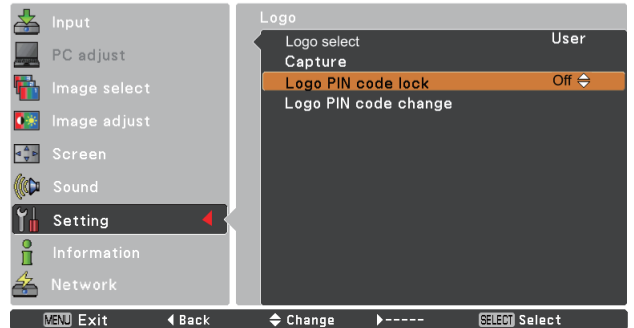 Input
PC adjust
Image select
Image adjust
Screen
Sound
Setting
Information
Network
Logo
Logo select User
Capture
Logo PIN code lock Off
Logo PIN code change
MENU Exit Back Change ----- SELECT Select